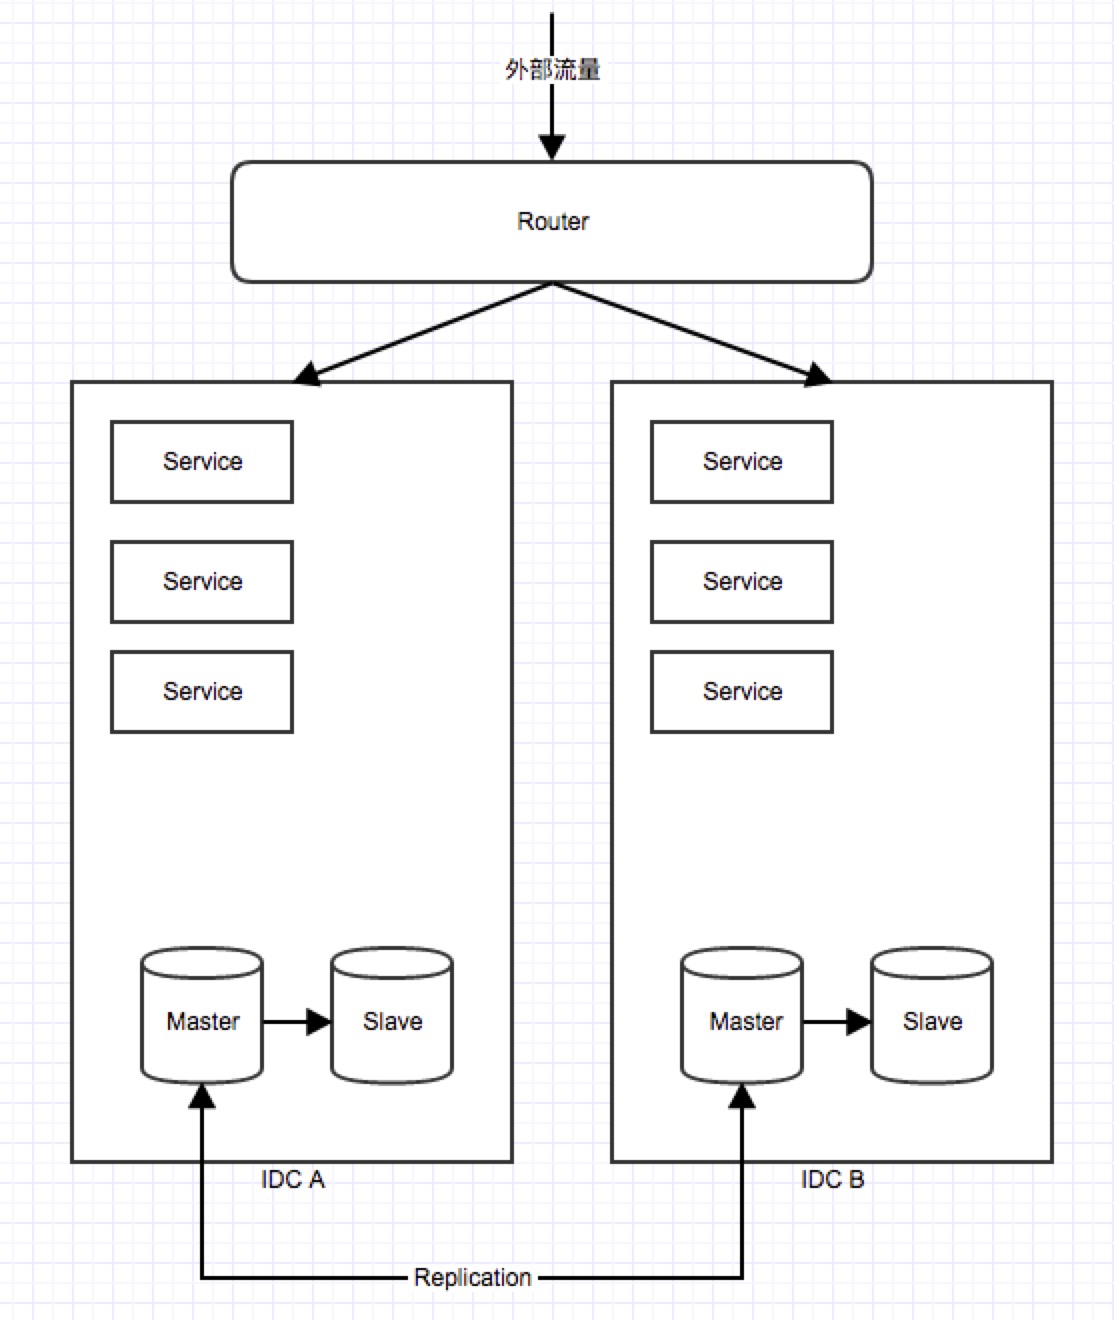 外部流量
Router
Service
Service
Service
Master
Slave
IDC A
Service
Service
Service
Master
Slave
IDC B
Replication